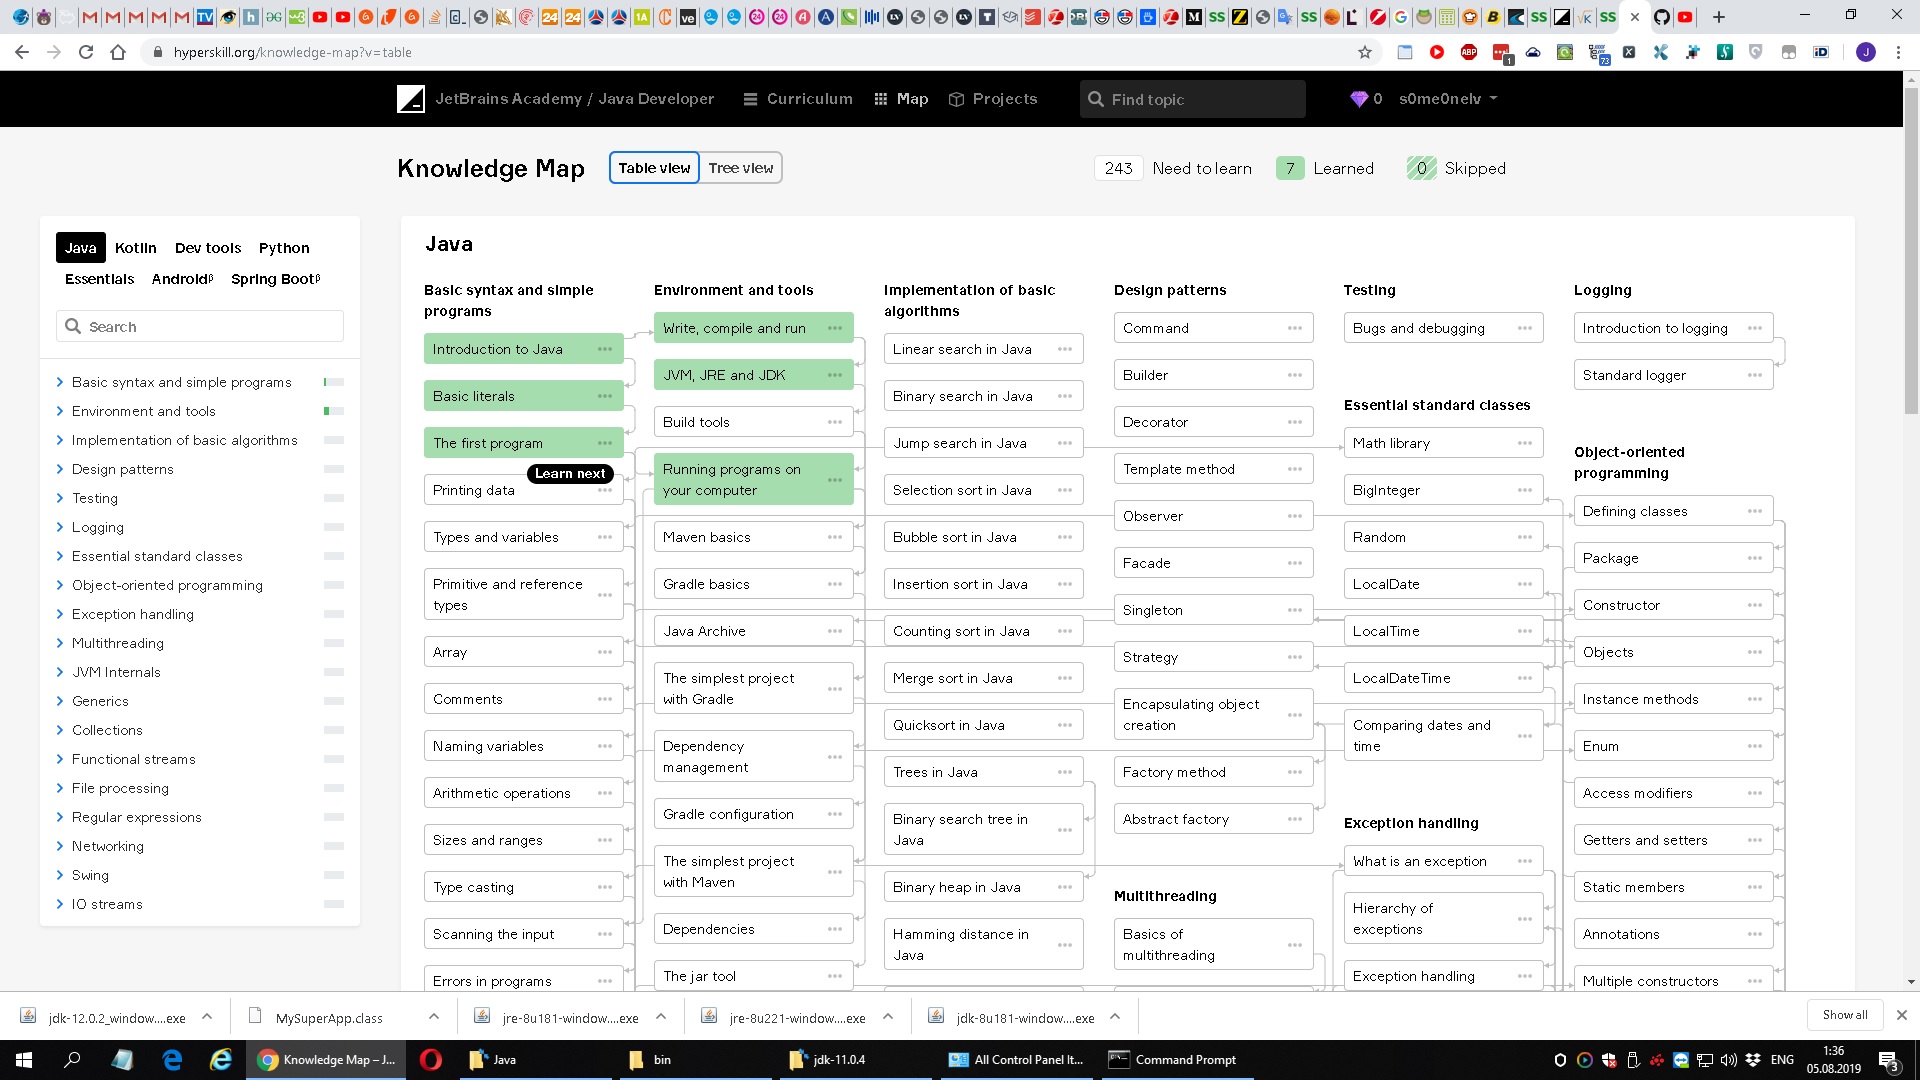 hyperskill.org/knowledge-map?v=table
JetBrains Academy / Java Developer
Curriculum
Map
Projects
Find topic
0
s0me0nelv
Knowledge Map
Table view
Tree view
243 Need to learn
7 Learned
0 Skipped
Java Kotlin Dev tools Python
Essentials Androidβ Spring Bootβ
Search
Basic syntax and simple programs
Environment and tools
Implementation of basic algorithms
Design patterns
Testing
Logging
Essential standard classes
Object-oriented programming
Exception handling
Multithreading
JVM Internals
Generics
Collections
Functional streams
File processing
Regular expressions
Networking
Swing
IO streams
Java
Basic syntax and simple
programs
Introduction to Java
Basic literals
The first program
Learn next
Printing data
Types and variables
Primitive and reference
types
Array
Comments
Naming variables
Arithmetic operations
Sizes and ranges
Type casting
Scanning the input
Errors in programs
Environment and tools
Write, compile and run
JVM, JRE and JDK
Build tools
Running programs on
your computer
Maven basics
Gradle basics
Java Archive
The simplest project
with Gradle
Dependency
management
Gradle configuration
The simplest project
with Maven
Dependencies
The jar tool
Implementation of basic
algorithms
Linear search in Java
Binary search in Java
Jump search in Java
Selection sort in Java
Bubble sort in Java
Insertion sort in Java
Counting sort in Java
Merge sort in Java
Quicksort in Java
Trees in Java
Binary search tree in
Java
Binary heap in Java
Hamming distance in
Java
Design patterns
Command
Builder
Decorator
Template method
Observer
Facade
Singleton
Strategy
Encapsulating object
creation
Factory method
Abstract factory
Multithreading
Basics of
multithreading
Testing
Bugs and debugging
Essential standard classes
Math library
BigInteger
Random
LocalDate
LocalTime
LocalDateTime
Comparing dates and
time
Exception handling
What is an exception
Hierarchy of
exceptions
Exception handling
Logging
Introduction to logging
Standard logger
Object-oriented
programming
Defining classes
Package
Constructor
Objects
Instance methods
Enum
Access modifiers
Getters and setters
Static members
Annotations
Multiple constructors
jdk-12.0.2_window....exe
MySuperApp.class
jre-8u181-window....exe
jre-8u221-window....exe
jdk-8u181-window....exe
Show all
Knowledge Map – J...
Java
bin
jdk-11.0.4
All Control Panel It...
Command Prompt
ENG
1:36
05.08.2019
3